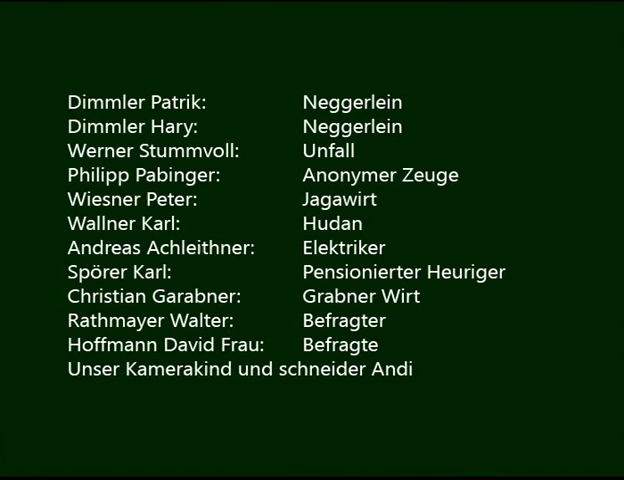 Dimmler Patrik: Neggerlein
Dimmler Hary: Neggerlein
Werner Stummvoll: Unfall
Philipp Pabinger: Anonymer Zeuge
Wiesner Peter: Jagawirt
Wallner Karl: Hudan
Andreas Achleithner: Elektriker
Spörer Karl: Pensionierter Heuriger
Christian Garabner: Grabner Wirt
Rathmayer Walter: Befragter
Hoffmann David Frau: Befragte
Unser Kamerakind und schneider Andi